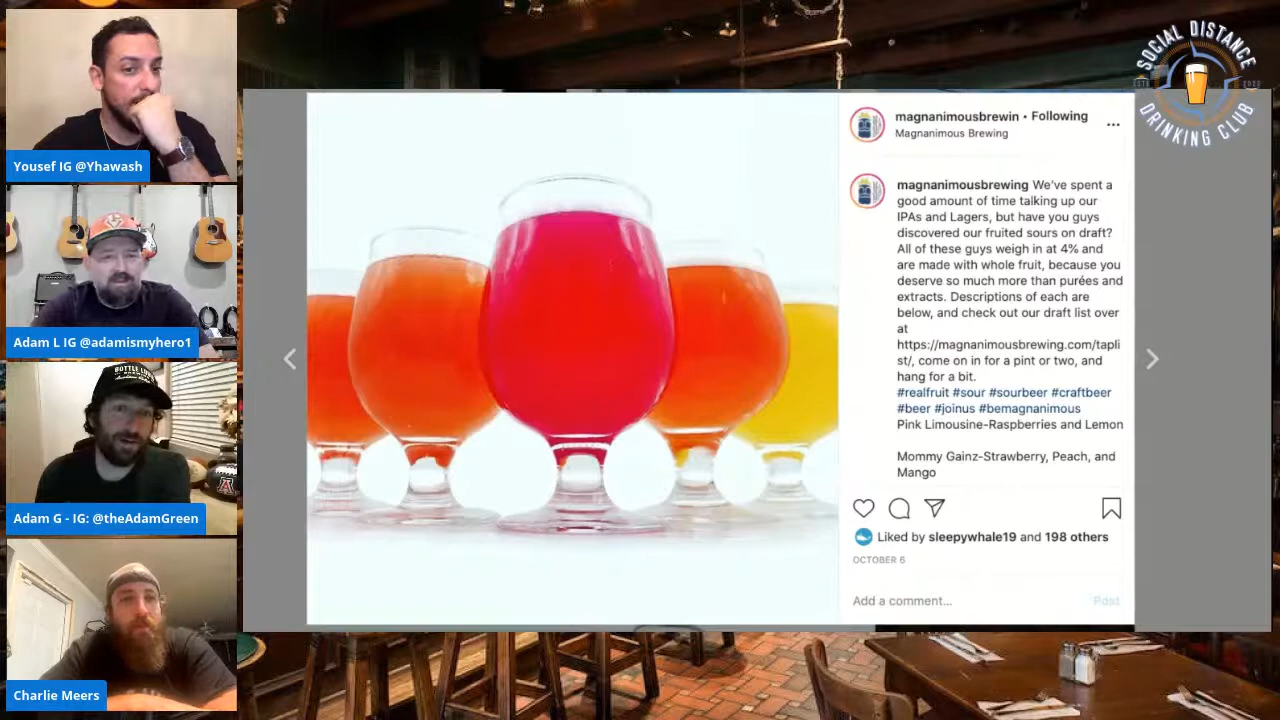 Yousef IG @Yhawash
Adam L IG @adamismyhero1
Adam G - IG: @theAdamGreen
Charlie Meers
SOCIAL DISTANCE
DRINKING CLUB
magnanimousbrewin • Following
Magnanimous Brewing
magnanimousbrewing We've spent a
good amount of time talking up our
IPAs and Lagers, but have you guys
discovered our fruited sours on draft?
All of these guys weigh in at 4% and
are made with whole fruit, because you
deserve so much more than purées and
extracts. Descriptions of each are
below, and check out our draft list over
at
https://magnanimousbrewing.com/tapli
st/, come on in for a pint or two, and
hang for a bit.
#realfruit #sour #sourbeer #craftbeer
#beer #joinus #bemagnanimous
Pink Limousine-Raspberries and Lemon
Mommy Gainz-Strawberry, Peach, and
Mango
Liked by sleepywhale19 and 198 others
OCTOBER 6
Add a comment...
Post